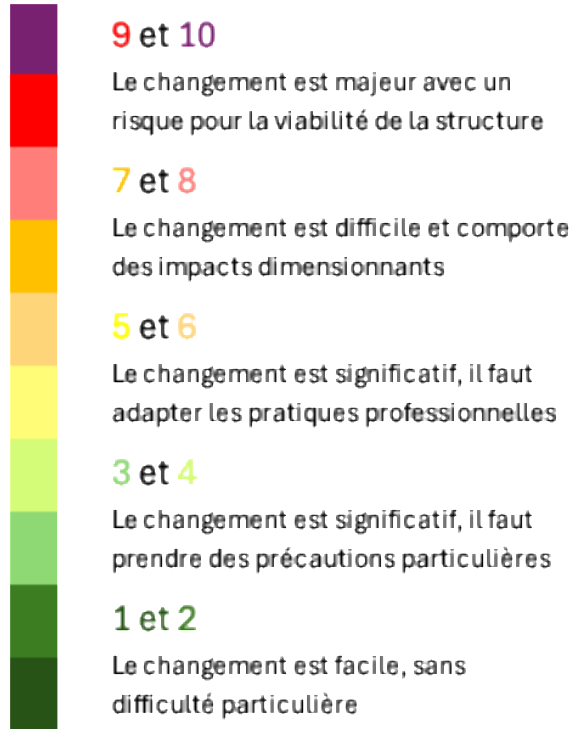 9 et 10
Le changement est majeur avec un
risque pour la viabilité de la structure
7 et 8
Le changement est difficile et comporte
des impacts dimensionnants
5 et 6
Le changement est significatif, il faut
adapter les pratiques professionnelles
3 et 4
Le changement est significatif, il faut
prendre des précautions particulières
1 et 2
Le changement est facile, sans
difficulté particulière